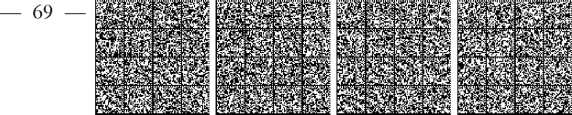 — 69 —